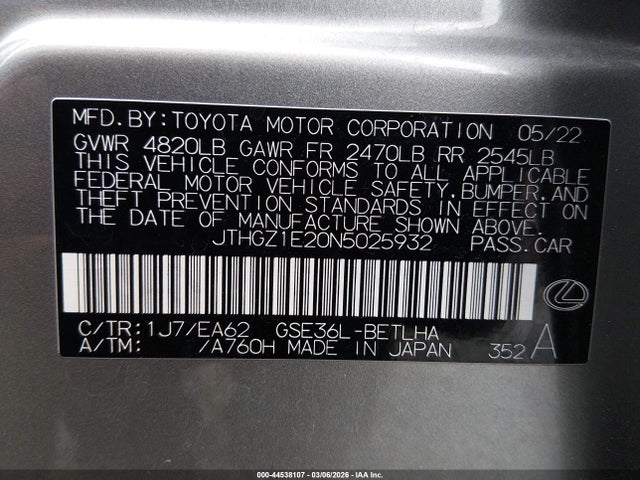 MFD. BY: TOYOTA MOTOR CORPORATION 05/22
GVWR 4820LB GAWR FR 2470LB RR 2545LB
THIS VEHICLE CONFORMS TO ALL APPLICABLE
FEDERAL MOTOR VEHICLE SAFETY, BUMPER, AND
THEFT PREVENTION STANDARDS IN EFFECT ON
THE DATE OF MANUFACTURE SHOWN ABOVE.
JTHGZ1E20N5025932 PASS. CAR
C/TR: 1J7/EA62 GSE36L-BETLHA
A/TM: /A760H MADE IN JAPAN 352 A
000-44538107 - 03/06/2026 - IAA Inc.